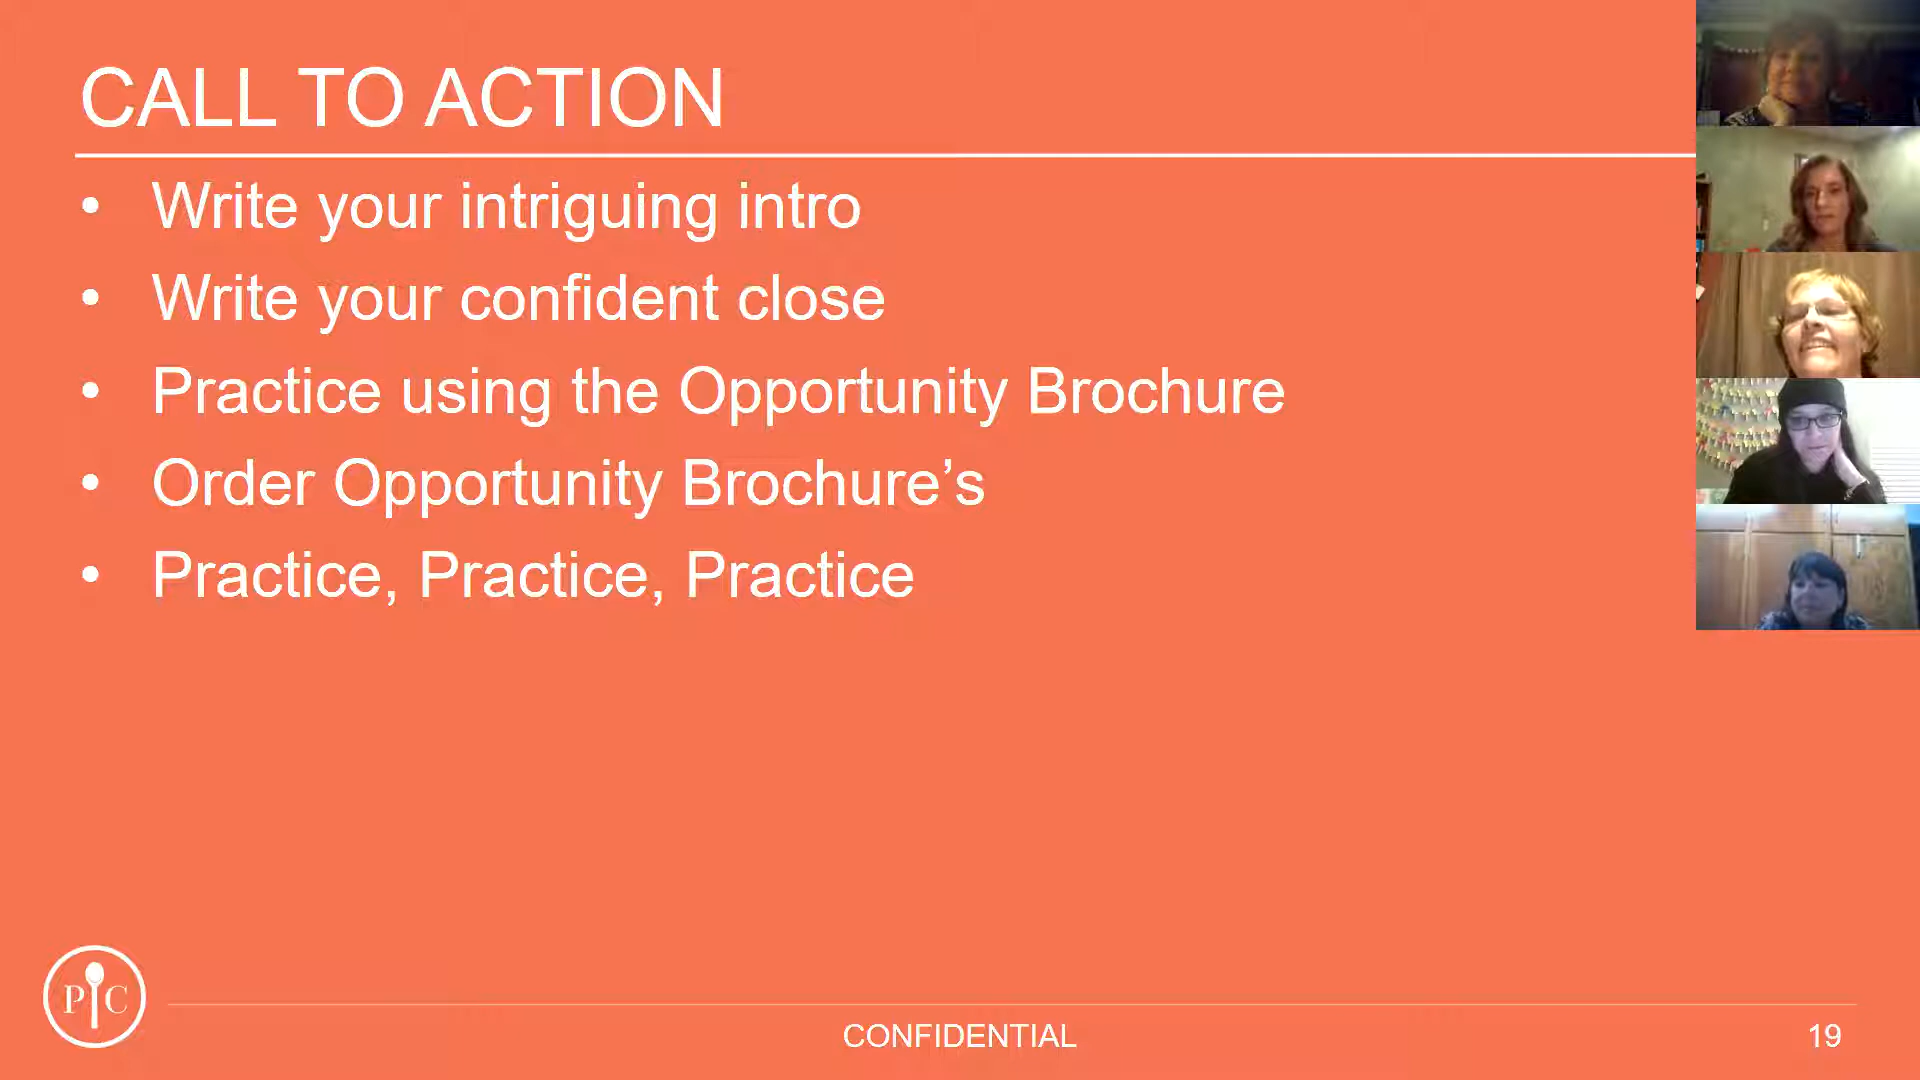 CALL TO ACTION
• Write your intriguing intro
• Write your confident close
• Practice using the Opportunity Brochure
• Order Opportunity Brochure’s
• Practice, Practice, Practice
P C
CONFIDENTIAL
19